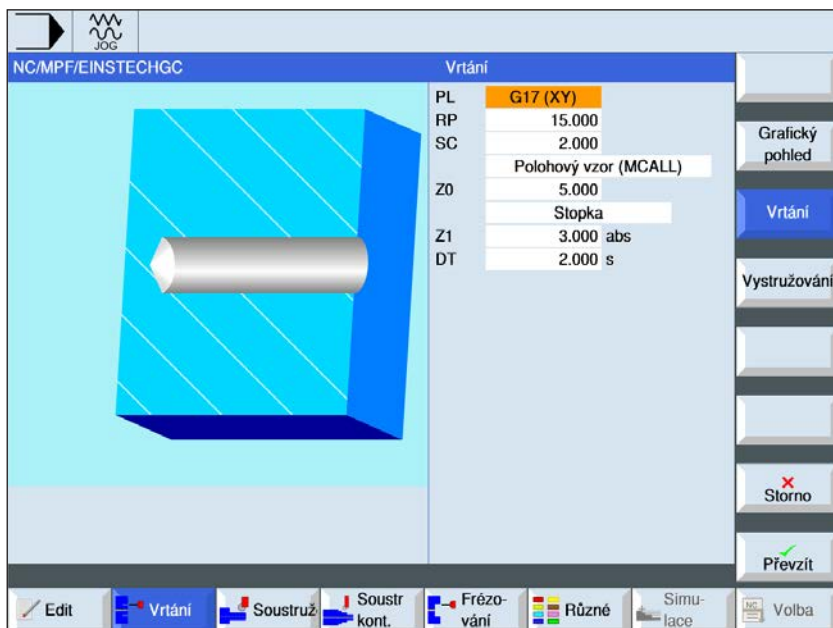 JOG
NC/MPF/EINSTECHGC
Vrtání
PL G17 (XY)
RP 15.000
SC 2.000
Polohový vzor (MCALL)
Z0 5.000
Stopka
Z1 3.000 abs
DT 2.000 s
Grafický
pohled
Vrtání
Vystružování
Storno
Převzít
Edit
Vrtání
Soustruž
Soustr
kont.
Frézo-
vání
Různé
Simu-
lace
NC
Volba